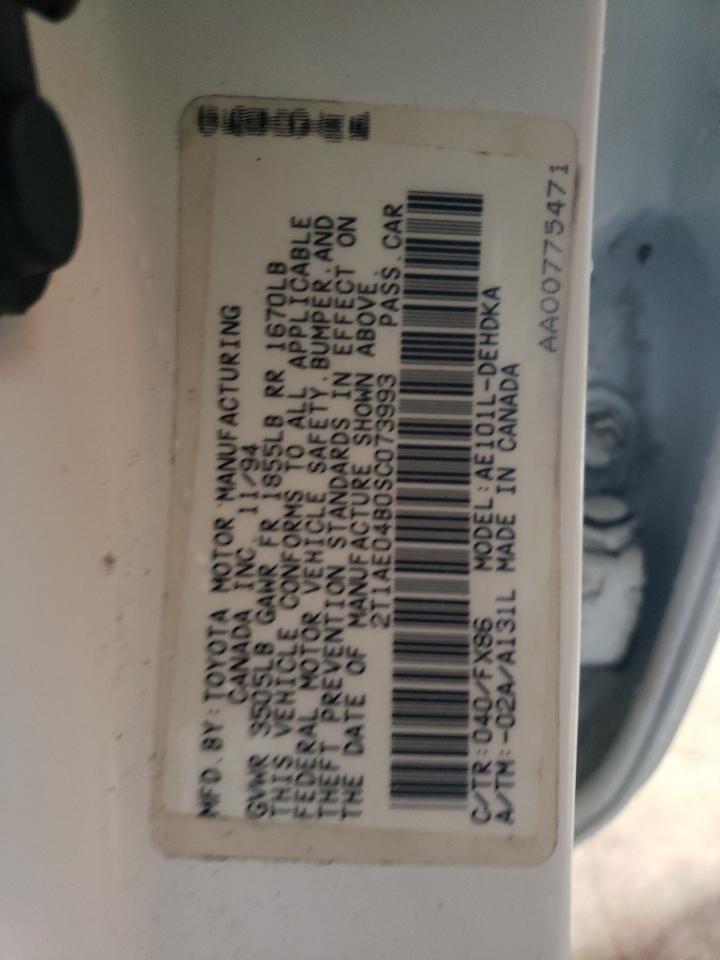 MFD.BY:TOYOTA MOTOR MANUFACTURING
CANADA INC. 11/94
GVWR 3505LB GAWR FR 1855LB RR 1670LB
THIS VEHICLE CONFORMS TO ALL APPLICABLE
FEDERAL MOTOR VEHICLE SAFETY,BUMPER,AND
THEFT PREVENTION STANDARDS IN EFFECT ON
THE DATE OF MANUFACTURE SHOWN ABOVE.
2T1AE04B0SC073993 PASS.CAR
C/TR:040/FX86 MODEL:AE101L-DEHDKA
A/TM:-02A/A131L MADE IN CANADA
AA00775471